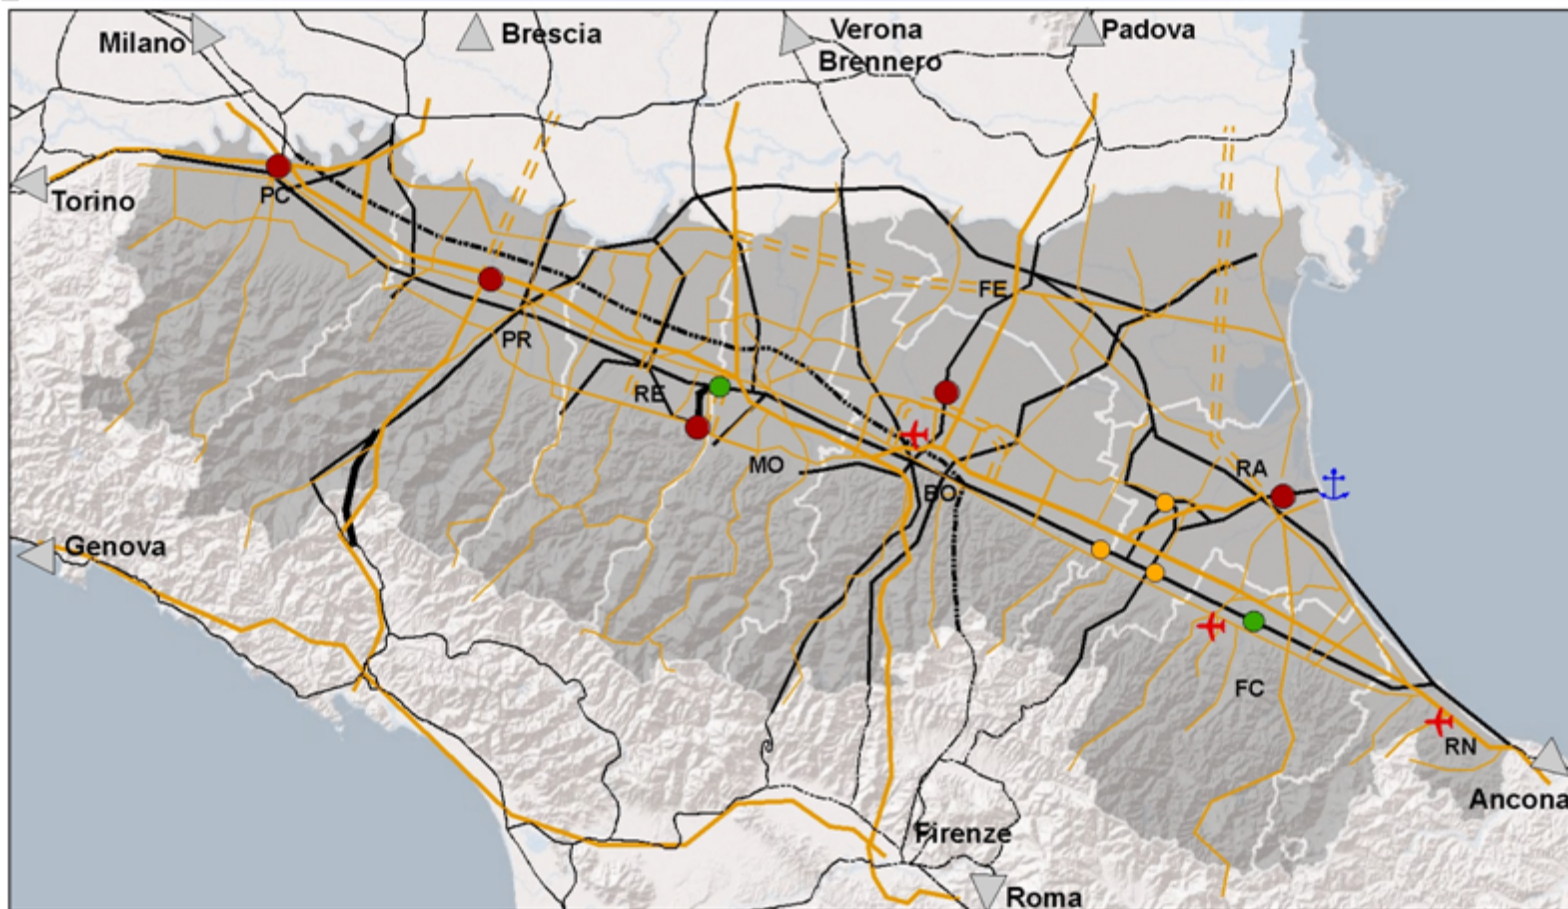 Milano
Brescia
Verona
Brennero
Padova
Torino
PC
PR
FE
RE
MO
BO
RA
Genova
FC
RN
Ancona
Firenze
Roma